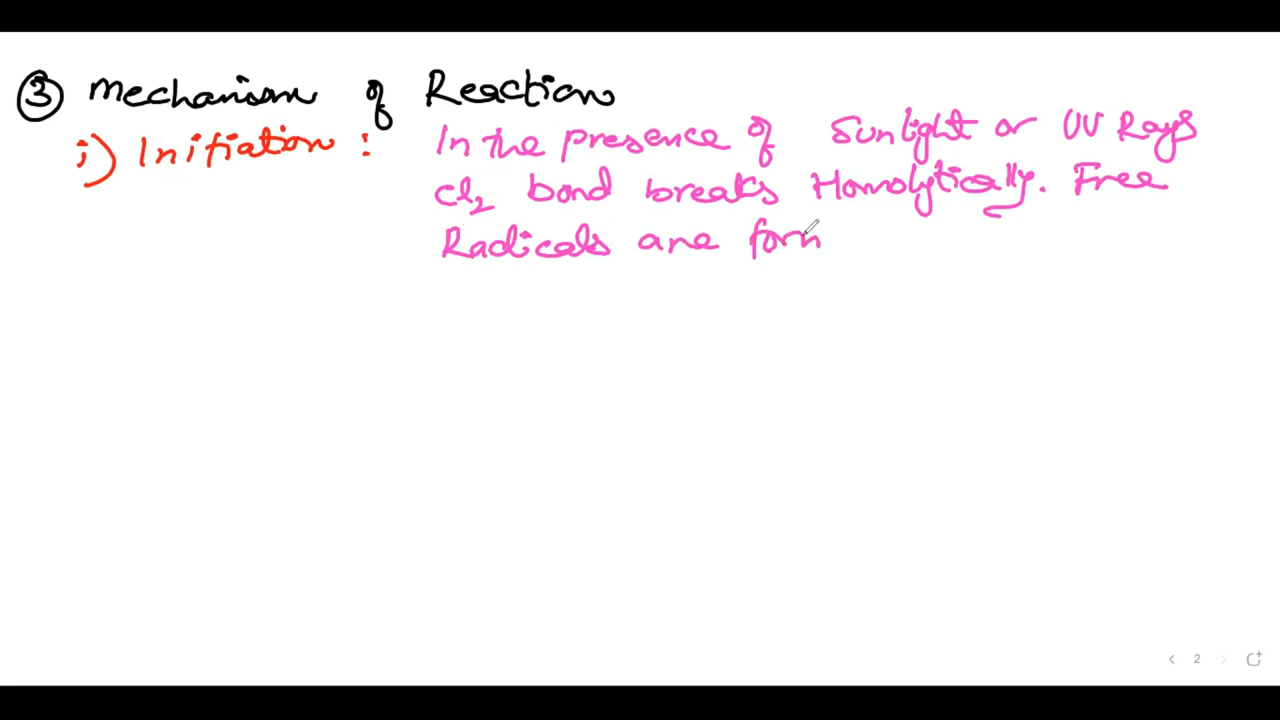 ③ Mechanism of Reaction
i) Initiation : In the presence of Sunlight or UV Rays
Cl₂ bond breaks Homolytically. Free
Radicals are form
2